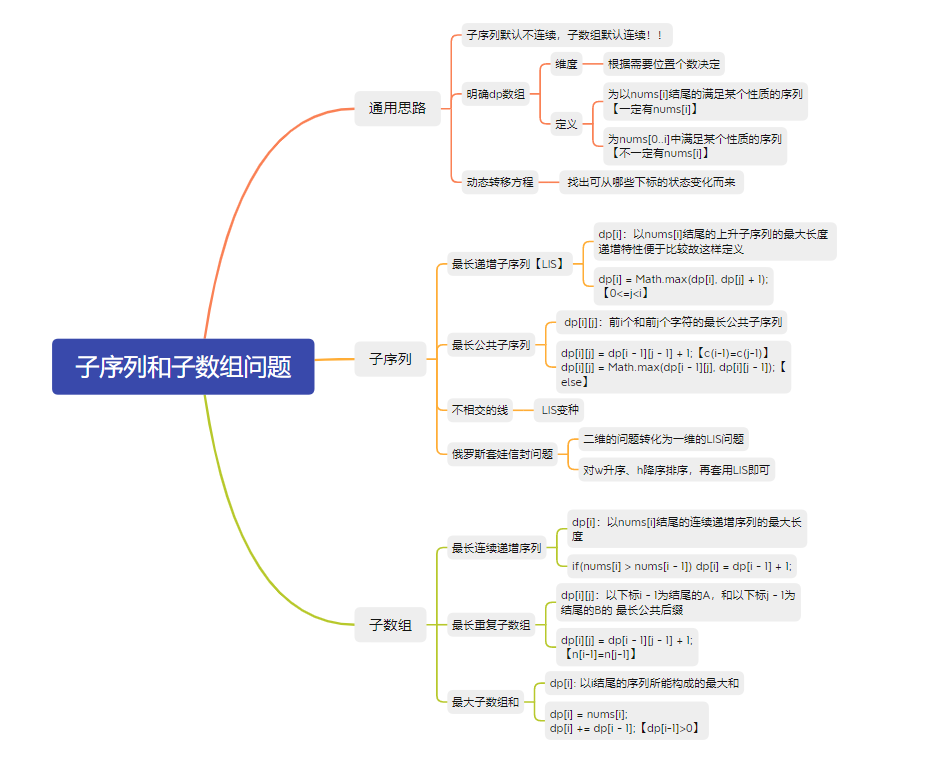 子序列和子数组问题
通用思路
子序列默认不连续，子数组默认连续！！
明确dp数组
维度
根据需要位置个数决定
定义
为以nums[i]结尾的满足某个性质的序列
【一定有nums[i]】
为nums[0..i]中满足某个性质的序列
【不一定有nums[i]】
动态转移方程
找出可从哪些下标的状态变化而来
子序列
最长递增子序列【LIS】
dp[i]：以nums[i]结尾的上升子序列的最大长度
递增特性便于比较故这样定义
dp[i] = Math.max(dp[i], dp[j] + 1);
【0<=j<i】
最长公共子序列
dp[i][j]：前i个和前j个字符的最长公共子序列
dp[i][j] = dp[i - 1][j - 1] + 1;【c(i-1)=c(j-1)】
dp[i][j] = Math.max(dp[i - 1][j], dp[i][j - 1]);【
else】
不相交的线
LIS变种
俄罗斯套娃信封问题
二维的问题转化为一维的LIS问题
对w升序、h降序排序，再套用LIS即可
子数组
最长连续递增序列
dp[i]：以nums[i]结尾的连续递增序列的最大长
度
if(nums[i] > nums[i - 1]) dp[i] = dp[i - 1] + 1;
最长重复子数组
dp[i][j]：以下标i - 1为结尾的A，和以下标j - 1为
结尾的B的 最长公共后缀
dp[i][j] = dp[i - 1][j - 1] + 1;
【n[i-1]=n[j-1]】
最大子数组和
dp[i]: 以i结尾的序列所能构成的最大和
dp[i] = nums[i];
dp[i] += dp[i - 1];【dp[i-1]>0】